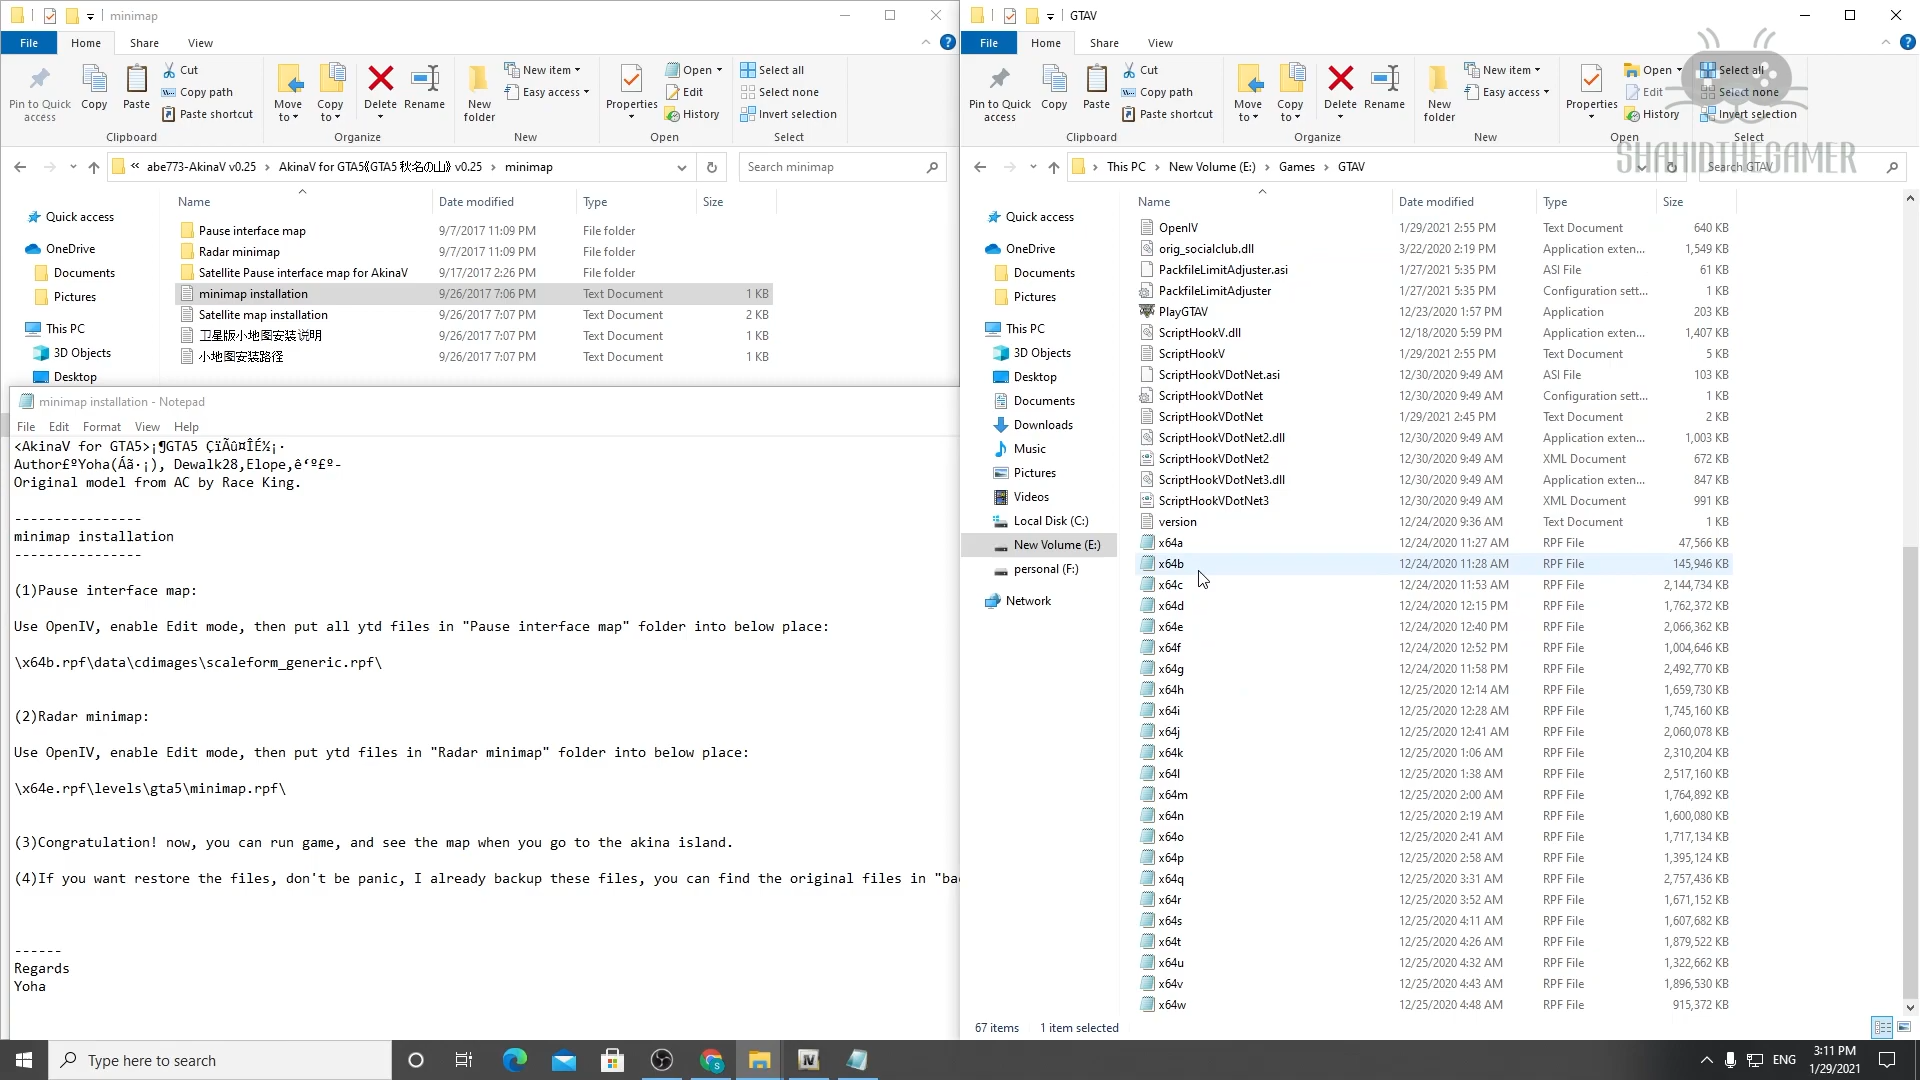 minimap
File
Home
Share
View
Pin to Quick access
Copy
Paste
Cut
Copy path
Paste shortcut
Move to
Copy to
Delete
Rename
New folder
New item
Easy access
Properties
Open
Edit
History
Select all
Select none
Invert selection
Clipboard
Organize
New
Open
Select
« abe773-AkinaV v0.25 > AkinaV for GTA5《GTA5 秋名の山》 v0.25 > minimap
Search minimap
Name
Date modified
Type
Size
Quick access
OneDrive
Documents
Pictures
This PC
3D Objects
Desktop
Pause interface map 9/7/2017 11:09 PM File folder
Radar minimap 9/7/2017 11:09 PM File folder
Satellite Pause interface map for AkinaV 9/17/2017 2:26 PM File folder
minimap installation 9/26/2017 7:06 PM Text Document 1 KB
Satellite map installation 9/26/2017 7:07 PM Text Document 2 KB
卫星版小地图安装说明 9/26/2017 7:07 PM Text Document 1 KB
小地图安装路径 9/26/2017 7:07 PM Text Document 1 KB
minimap installation - Notepad
File Edit Format View Help
<AkinaV for GTA5>¡¶GTA5 ÇïÃû¤ÎÉ½¡·
Author£ºYoha(Áã·¡), Dewalk28,Elope,ê‘º£º-
Original model from AC by Race King.
----------------
minimap installation
----------------
(1)Pause interface map:
Use OpenIV, enable Edit mode, then put all ytd files in "Pause interface map" folder into below place:
\x64b.rpf\data\cdimages\scaleform_generic.rpf\
(2)Radar minimap:
Use OpenIV, enable Edit mode, then put ytd files in "Radar minimap" folder into below place:
\x64e.rpf\levels\gta5\minimap.rpf\
(3)Congratulation! now, you can run game, and see the map when you go to the akina island.
(4)If you want restore the files, don't be panic, I already backup these files, you can find the original files in "ba
------
Regards
Yoha
GTAV
File
Home
Share
View
Pin to Quick access
Copy
Paste
Cut
Copy path
Paste shortcut
Move to
Copy to
Delete
Rename
New folder
New item
Easy access
Properties
Open
Edit
History
Select all
Select none
Invert selection
Clipboard
Organize
New
Open
Select
SHAHIDTHEGAMER
This PC > New Volume (E:) > Games > GTAV
Search GTAV
Name
Date modified
Type
Size
Quick access
OneDrive
Documents
Pictures
This PC
3D Objects
Desktop
Documents
Downloads
Music
Pictures
Videos
Local Disk (C:)
New Volume (E:)
personal (F:)
Network
OpenIV 1/29/2021 2:55 PM Text Document 640 KB
orig_socialclub.dll 3/22/2020 2:19 PM Application exten... 1,549 KB
PackfileLimitAdjuster.asi 1/27/2021 5:35 PM ASI File 61 KB
PackfileLimitAdjuster 1/27/2021 5:35 PM Configuration sett... 1 KB
PlayGTAV 12/23/2020 1:57 PM Application 203 KB
ScriptHookV.dll 12/18/2020 5:59 PM Application exten... 1,407 KB
ScriptHookV 1/29/2021 2:55 PM Text Document 5 KB
ScriptHookVDotNet.asi 12/30/2020 9:49 AM ASI File 103 KB
ScriptHookVDotNet 12/30/2020 9:49 AM Configuration sett... 1 KB
ScriptHookVDotNet 1/29/2021 2:45 PM Text Document 2 KB
ScriptHookVDotNet2.dll 12/30/2020 9:49 AM Application exten... 1,003 KB
ScriptHookVDotNet2 12/30/2020 9:49 AM XML Document 672 KB
ScriptHookVDotNet3.dll 12/30/2020 9:49 AM Application exten... 847 KB
ScriptHookVDotNet3 12/30/2020 9:49 AM XML Document 991 KB
version 12/24/2020 9:36 AM Text Document 1 KB
x64a 12/24/2020 11:27 AM RPF File 47,566 KB
x64b 12/24/2020 11:28 AM RPF File 145,946 KB
x64c 12/24/2020 11:53 AM RPF File 2,144,734 KB
x64d 12/24/2020 12:15 PM RPF File 1,762,372 KB
x64e 12/24/2020 12:40 PM RPF File 2,066,362 KB
x64f 12/24/2020 12:52 PM RPF File 1,004,646 KB
x64g 12/24/2020 11:58 PM RPF File 2,492,770 KB
x64h 12/25/2020 12:14 AM RPF File 1,659,730 KB
x64i 12/25/2020 12:28 AM RPF File 1,745,160 KB
x64j 12/25/2020 12:41 AM RPF File 2,060,078 KB
x64k 12/25/2020 1:06 AM RPF File 2,310,204 KB
x64l 12/25/2020 1:38 AM RPF File 2,517,160 KB
x64m 12/25/2020 2:00 AM RPF File 1,764,892 KB
x64n 12/25/2020 2:19 AM RPF File 1,600,080 KB
x64o 12/25/2020 2:41 AM RPF File 1,717,134 KB
x64p 12/25/2020 2:58 AM RPF File 1,395,124 KB
x64q 12/25/2020 3:31 AM RPF File 2,757,436 KB
x64r 12/25/2020 3:52 AM RPF File 1,671,152 KB
x64s 12/25/2020 4:11 AM RPF File 1,607,682 KB
x64t 12/25/2020 4:26 AM RPF File 1,879,522 KB
x64u 12/25/2020 4:32 AM RPF File 1,322,662 KB
x64v 12/25/2020 4:43 AM RPF File 1,896,530 KB
x64w 12/25/2020 4:48 AM RPF File 915,372 KB
67 items 1 item selected
Type here to search
ENG
3:11 PM
1/29/2021